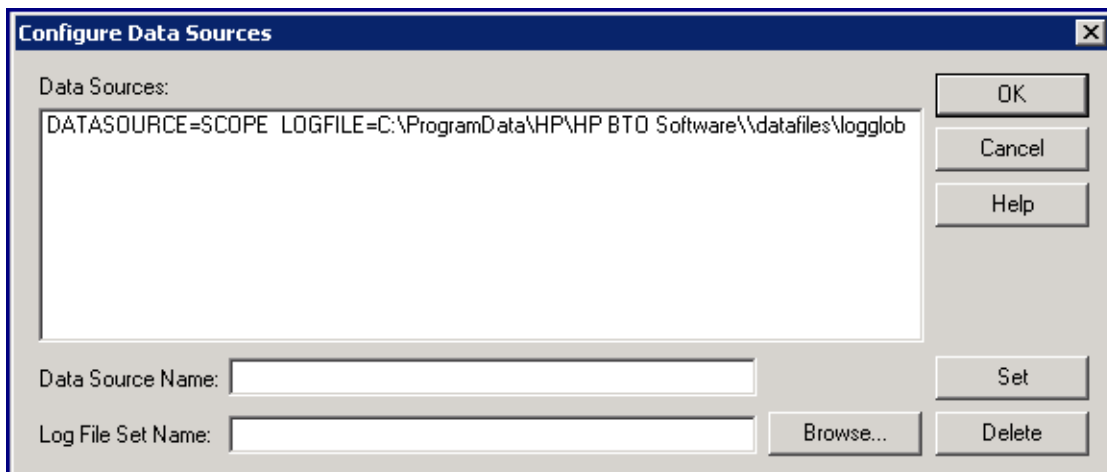 Configure Data Sources
Data Sources:
OK
DATASOURCE=SCOPE LOGFILE=C:\ProgramData\HP\HP BTO Software\\datafiles\logglob
Cancel
Help
Data Source Name:
Set
Log File Set Name:
Browse...
Delete